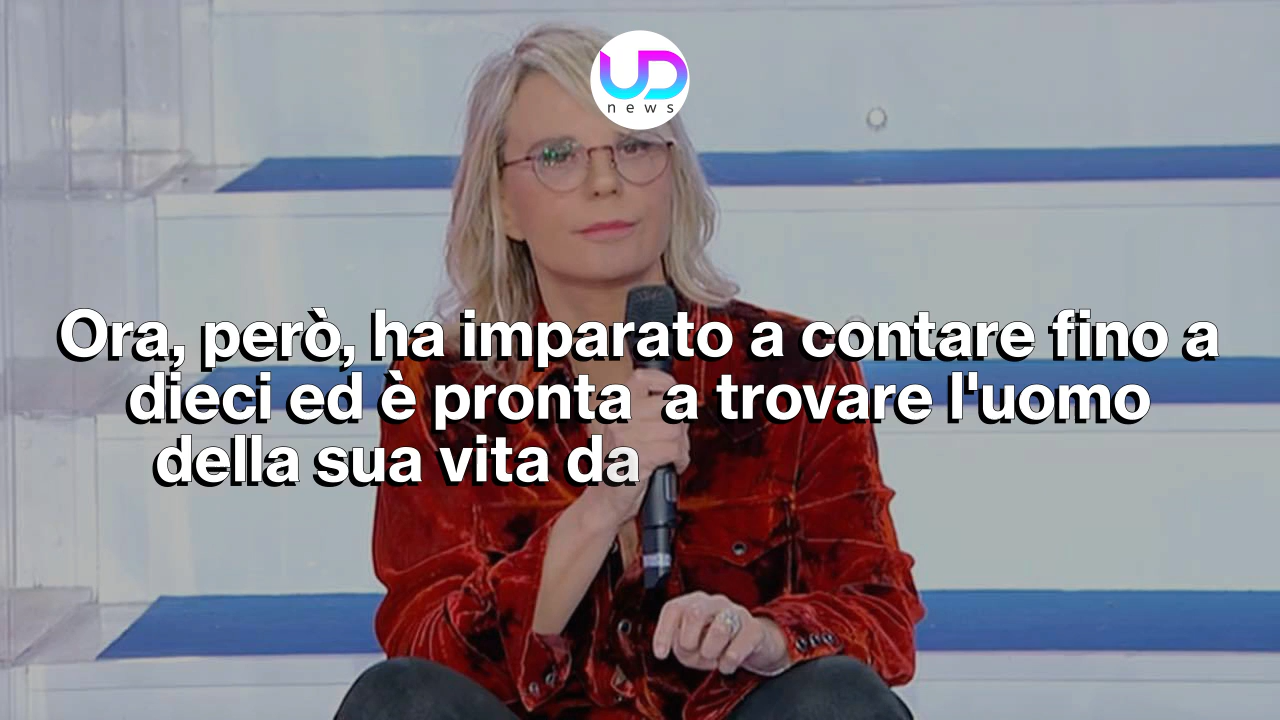 UD
news
Ora, però, ha imparato a contare fino a
dieci ed è pronta a trovare l'uomo
della sua vita da